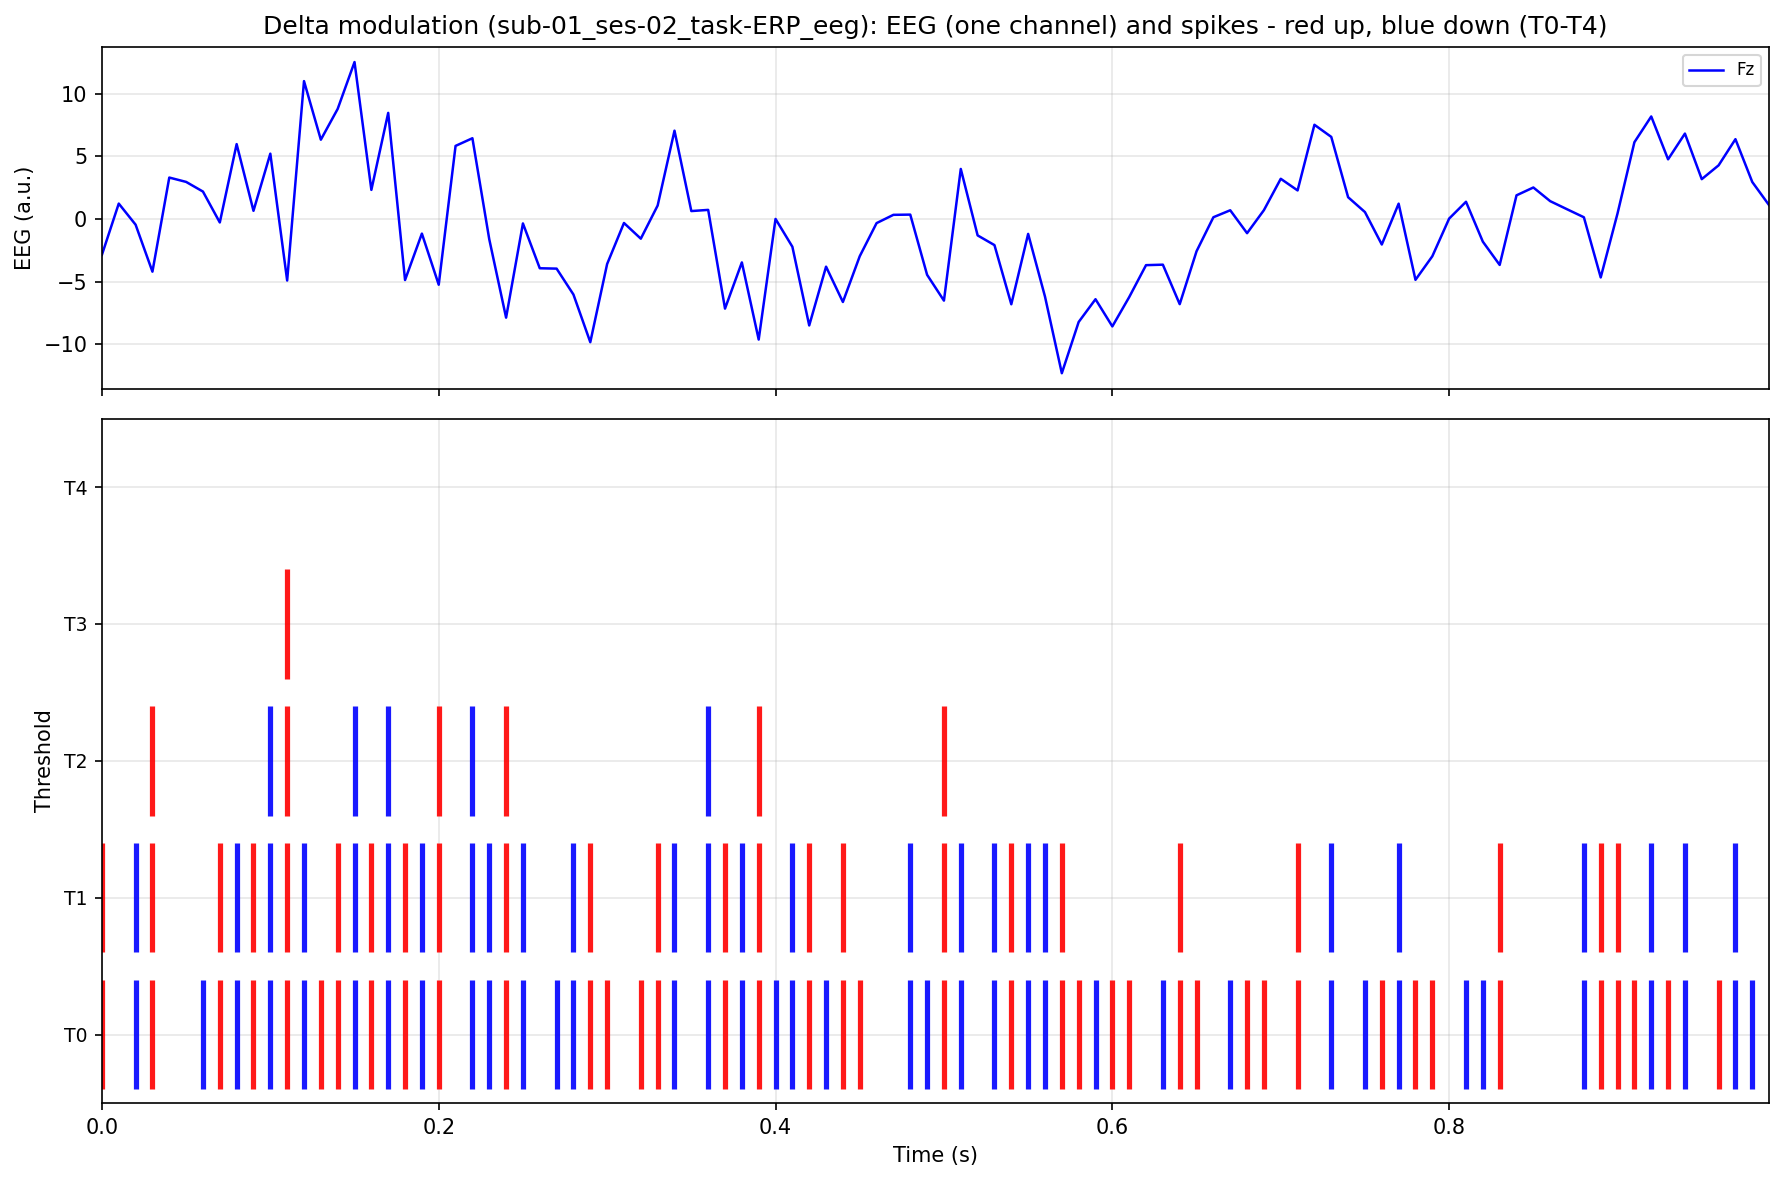 Delta modulation (sub-01_ses-02_task-ERP_eeg): EEG (one channel) and spikes - red up, blue down (T0-T4)
Fz
EEG (a.u.)
10
5
0
−5
−10
Threshold
T4
T3
T2
T1
T0
0.0 0.2 0.4 0.6 0.8
Time (s)